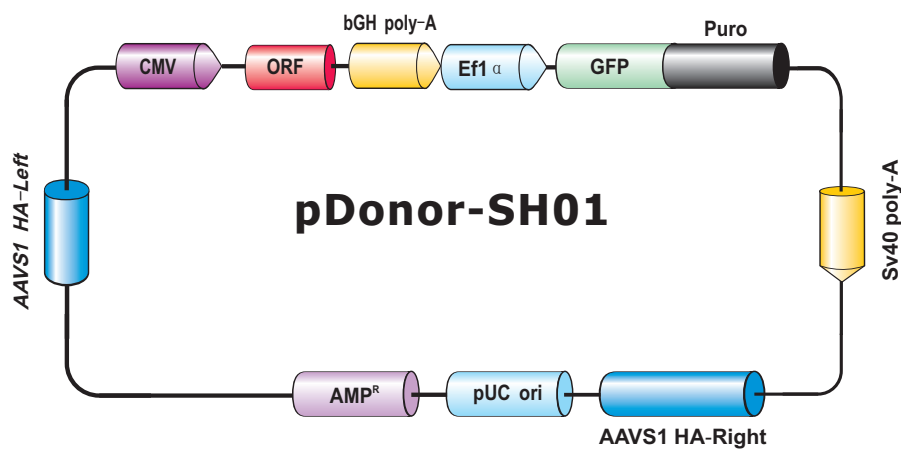 bGH poly-A
Puro
CMV
ORF
Ef1 α
GFP
AAVS1 HA-Left
pDonor-SH01
Sv40 poly-A
AMPᴿ
pUC ori
AAVS1 HA-Right